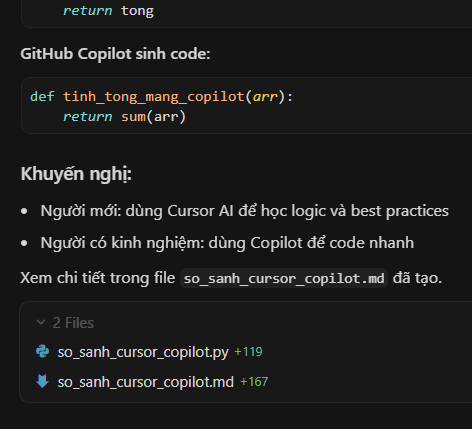 return tong
GitHub Copilot sinh code:
def tinh_tong_mang_copilot(arr):
    return sum(arr)
Khuyến nghị:
• Người mới: dùng Cursor AI để học logic và best practices
• Người có kinh nghiệm: dùng Copilot để code nhanh
Xem chi tiết trong file so_sanh_cursor_copilot.md đã tạo.
2 Files
so_sanh_cursor_copilot.py +119
so_sanh_cursor_copilot.md +167